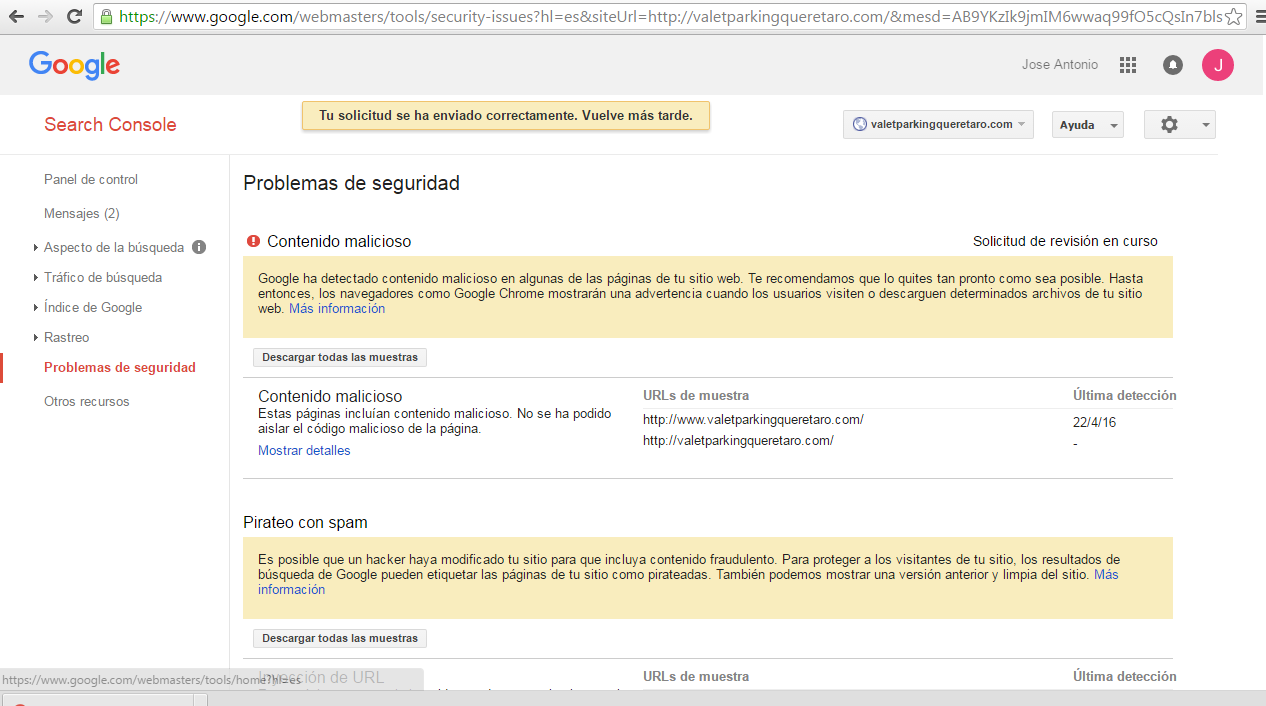 https://www.google.com/webmasters/tools/security-issues?hl=es&siteUrl=http://valetparkingqueretaro.com/&mesd=AB9YKzIk9jmIM6wwaq99fO5cQsIn7bls
Google
Jose Antonio
J
Search Console
Tu solicitud se ha enviado correctamente. Vuelve más tarde.
valetparkingqueretaro.com
Ayuda
Panel de control
Mensajes (2)
Aspecto de la búsqueda
Tráfico de búsqueda
Índice de Google
Rastreo
Problemas de seguridad
Otros recursos
Problemas de seguridad
Contenido malicioso
Solicitud de revisión en curso
Google ha detectado contenido malicioso en algunas de las páginas de tu sitio web. Te recomendamos que lo quites tan pronto como sea posible. Hasta
entonces, los navegadores como Google Chrome mostrarán una advertencia cuando los usuarios visiten o descarguen determinados archivos de tu sitio
web. Más información
Descargar todas las muestras
Contenido malicioso
Estas páginas incluían contenido malicioso. No se ha podido
aislar el código malicioso de la página.
Mostrar detalles
URLs de muestra
Última detección
http://www.valetparkingqueretaro.com/
22/4/16
http://valetparkingqueretaro.com/
-
Pirateo con spam
Es posible que un hacker haya modificado tu sitio para que incluya contenido fraudulento. Para proteger a los visitantes de tu sitio, los resultados de
búsqueda de Google pueden etiquetar las páginas de tu sitio como pirateadas. También podemos mostrar una versión anterior y limpia del sitio. Más
información
Descargar todas las muestras
Inyección de URL
URLs de muestra
Última detección
https://www.google.com/webmasters/tools/home?hl=es